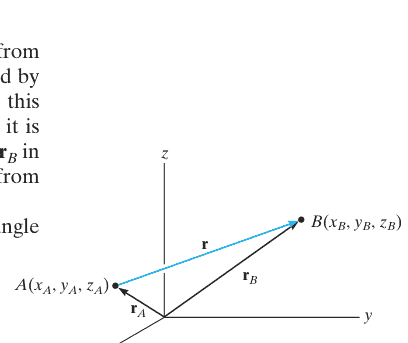 from
d by
this
it is
r_B in
from
ngle
z
B(x_B, y_B, z_B)
r
A(x_A, y_A, z_A)
r_B
r_A
y